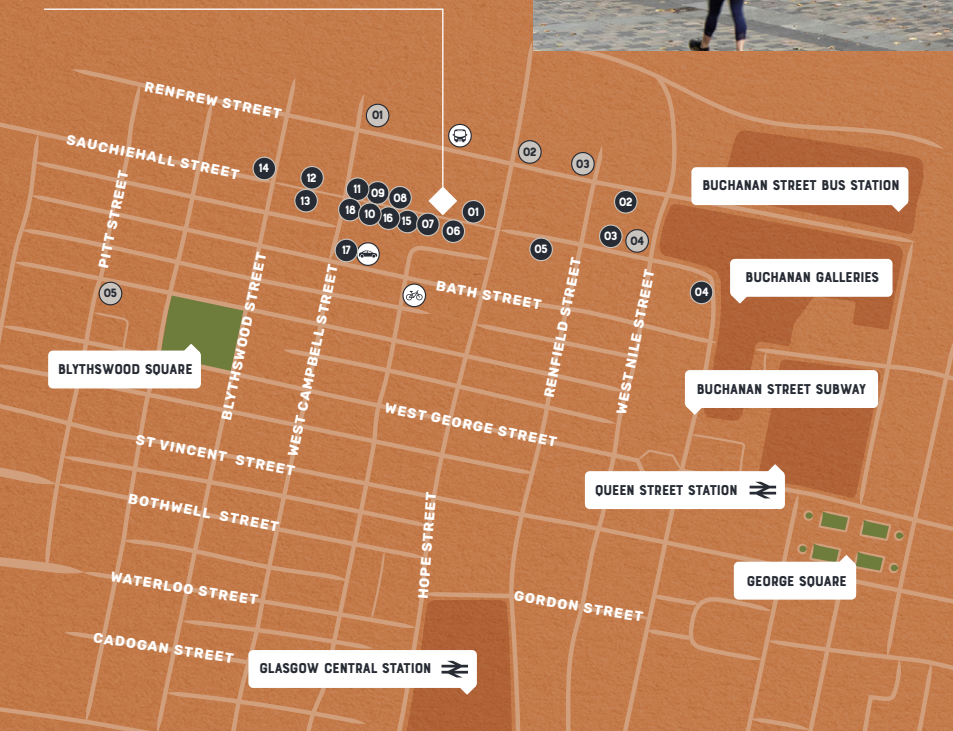 RENFREW STREET
01
02
03
SAUCHIEHALL STREET
14
12
13
11
09
08
18
10
16
15
07
06
01
02
03
04
05
17
04
BUCHANAN STREET BUS STATION
BUCHANAN GALLERIES
PITT STREET
05
BLYTHSWOOD STREET
WEST CAMPBELL STREET
BATH STREET
RENFIELD STREET
WEST NILE STREET
BLYTHSWOOD SQUARE
BUCHANAN STREET SUBWAY
WEST GEORGE STREET
ST VINCENT STREET
QUEEN STREET STATION
BOTHWELL STREET
HOPE STREET
GEORGE SQUARE
WATERLOO STREET
GORDON STREET
CADOGAN STREET
GLASGOW CENTRAL STATION